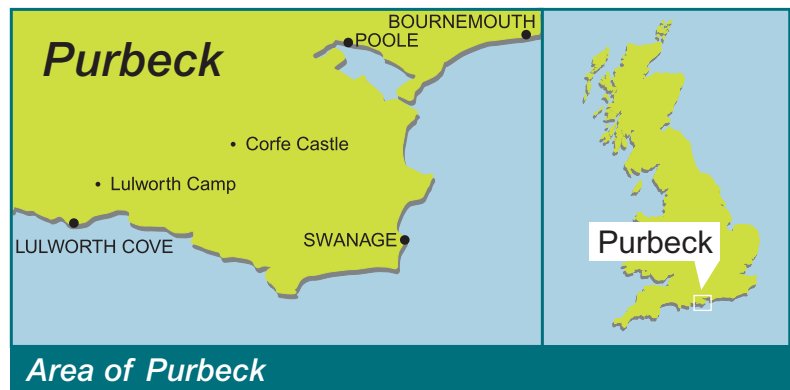 BOURNEMOUTH
POOLE
Purbeck
Corfe Castle
Lulworth Camp
SWANAGE
LULWORTH COVE
Purbeck
Area of Purbeck